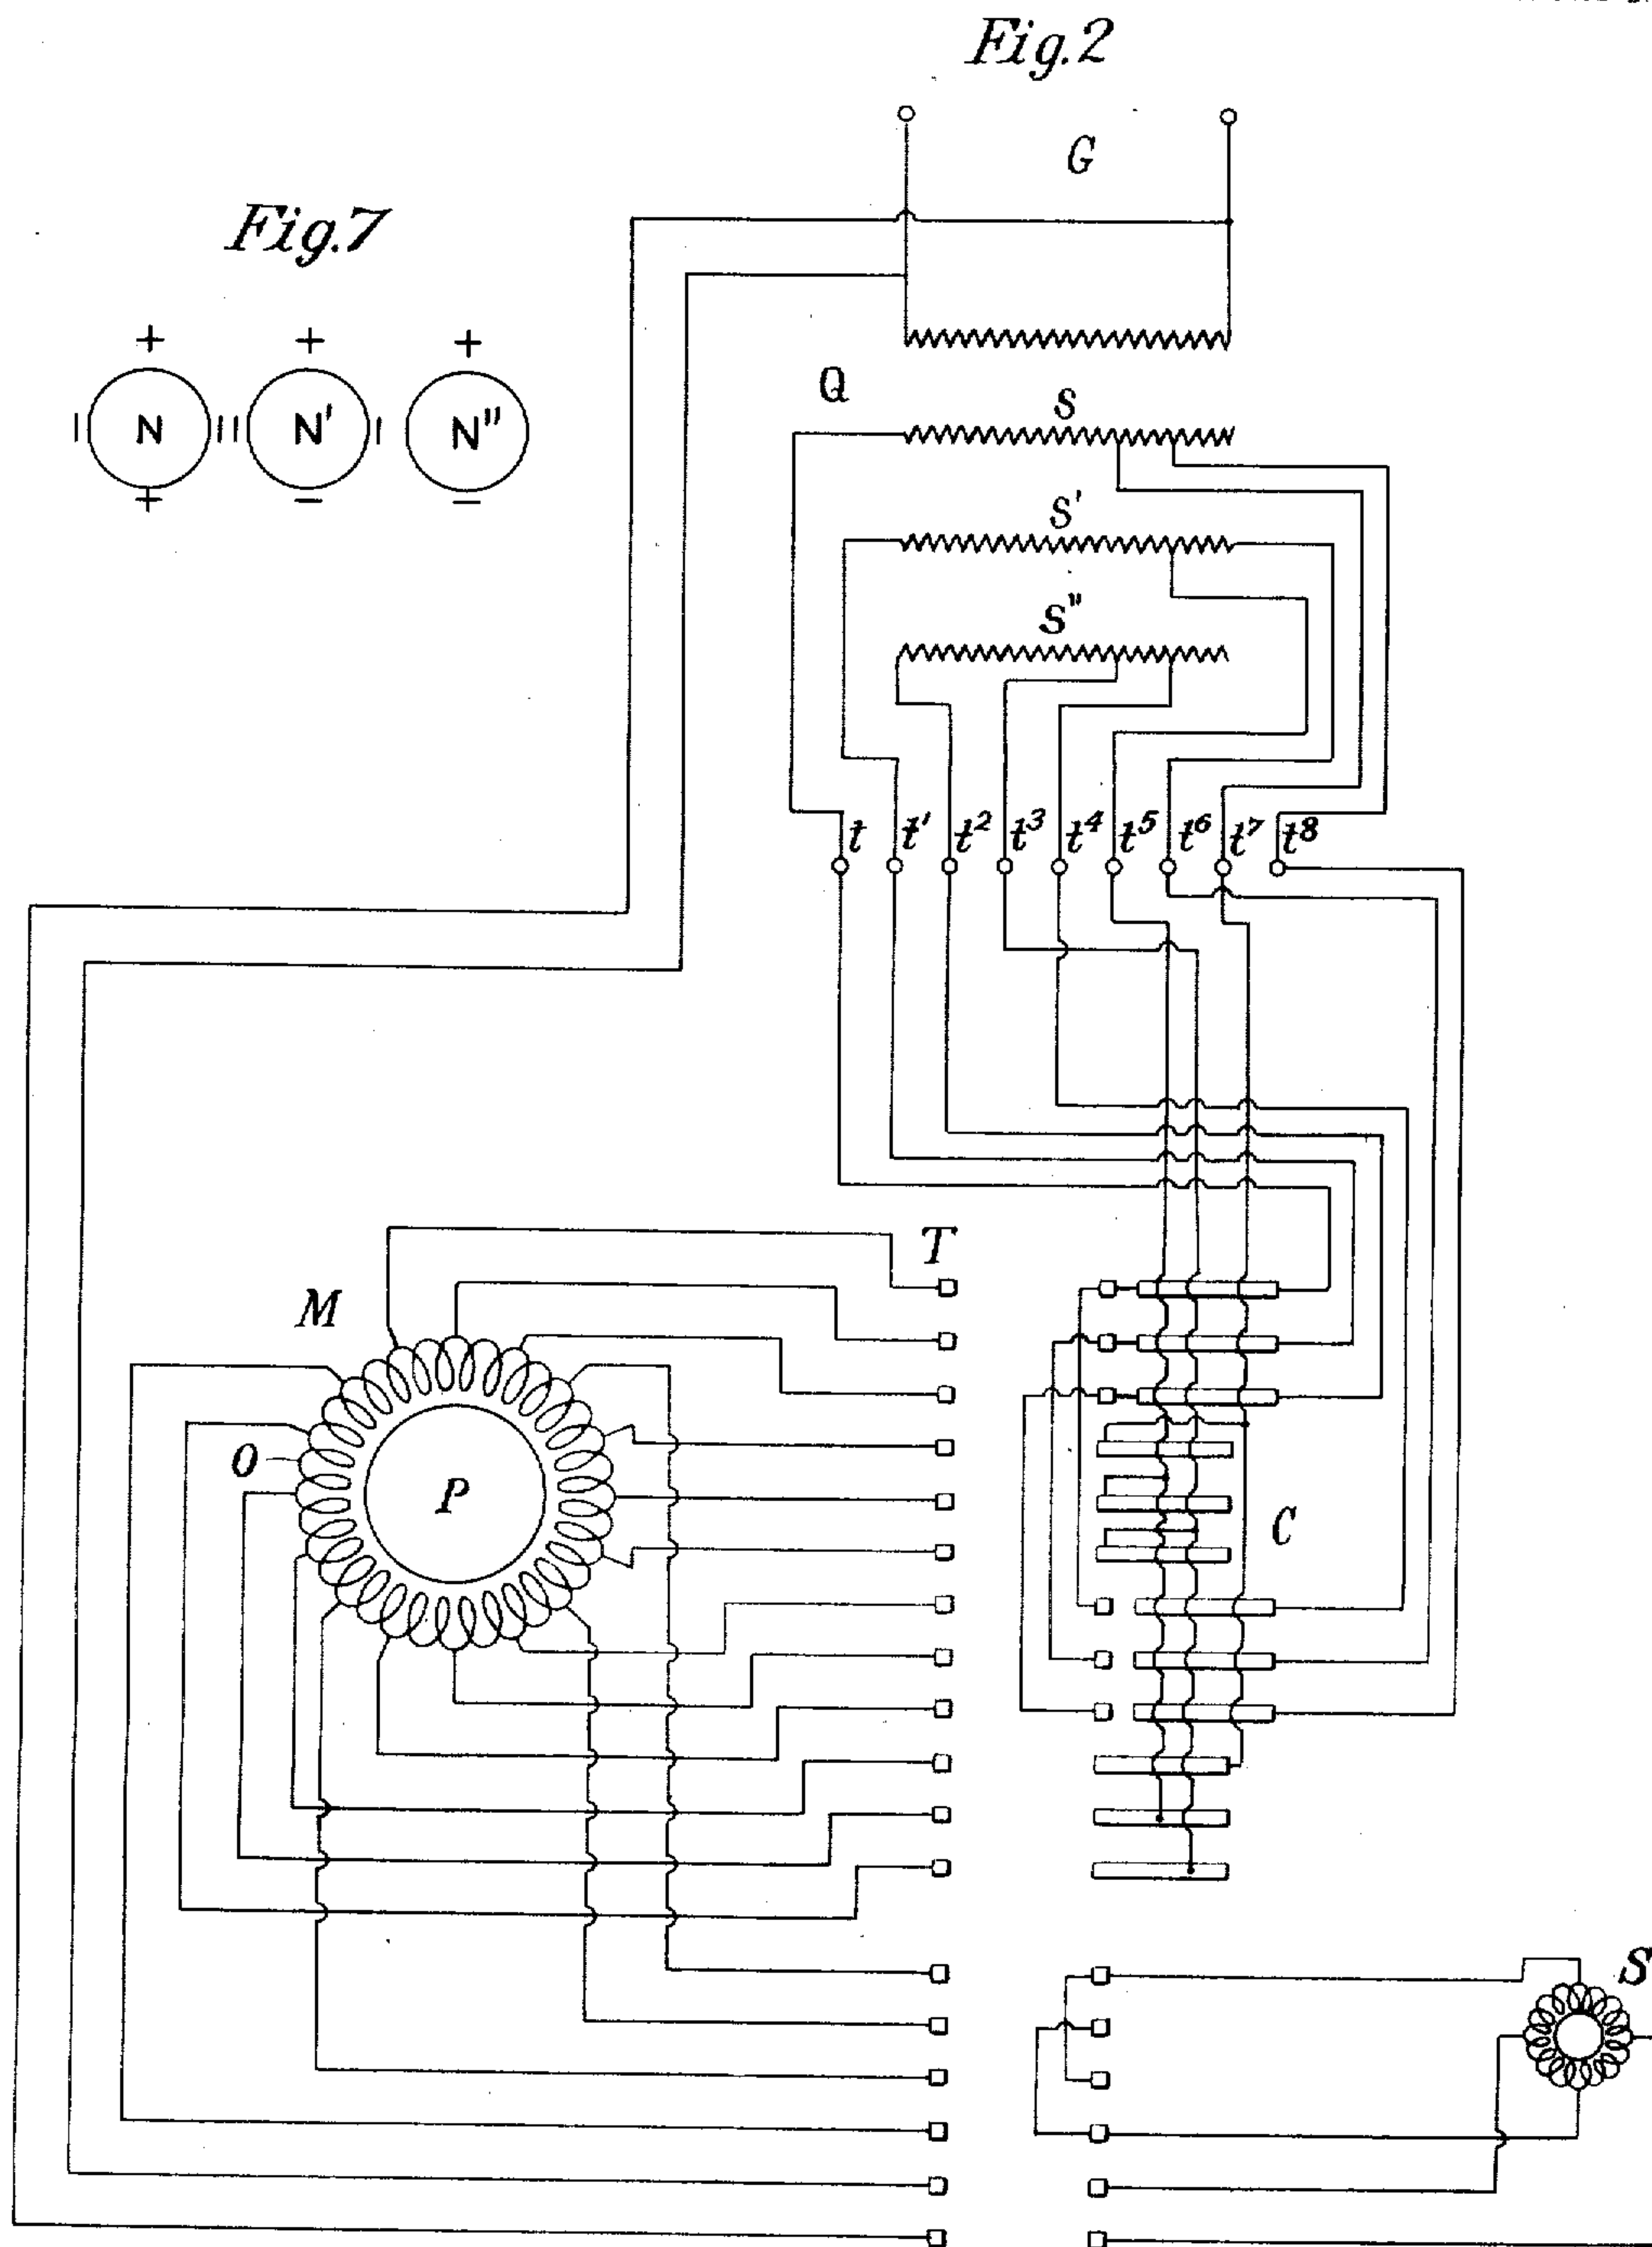 Fig.2
G
Fig.7
+ + +
N N' N"
+ − −
Q
S
S'
S"
t t' t² t³ t⁴ t⁵ t⁶ t⁷ t⁸
T
M
O
P
C
S